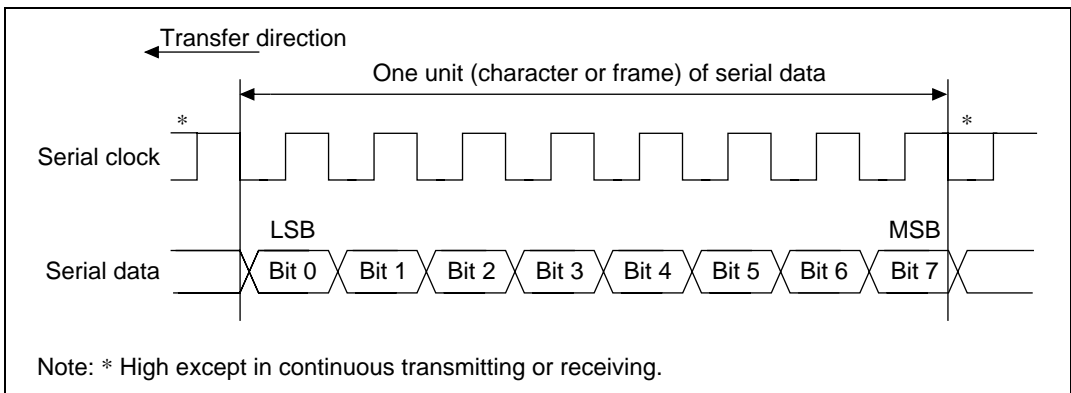 Transfer direction
One unit (character or frame) of serial data
* *
Serial clock
LSB MSB
Serial data Bit 0 Bit 1 Bit 2 Bit 3 Bit 4 Bit 5 Bit 6 Bit 7
Note: * High except in continuous transmitting or receiving.